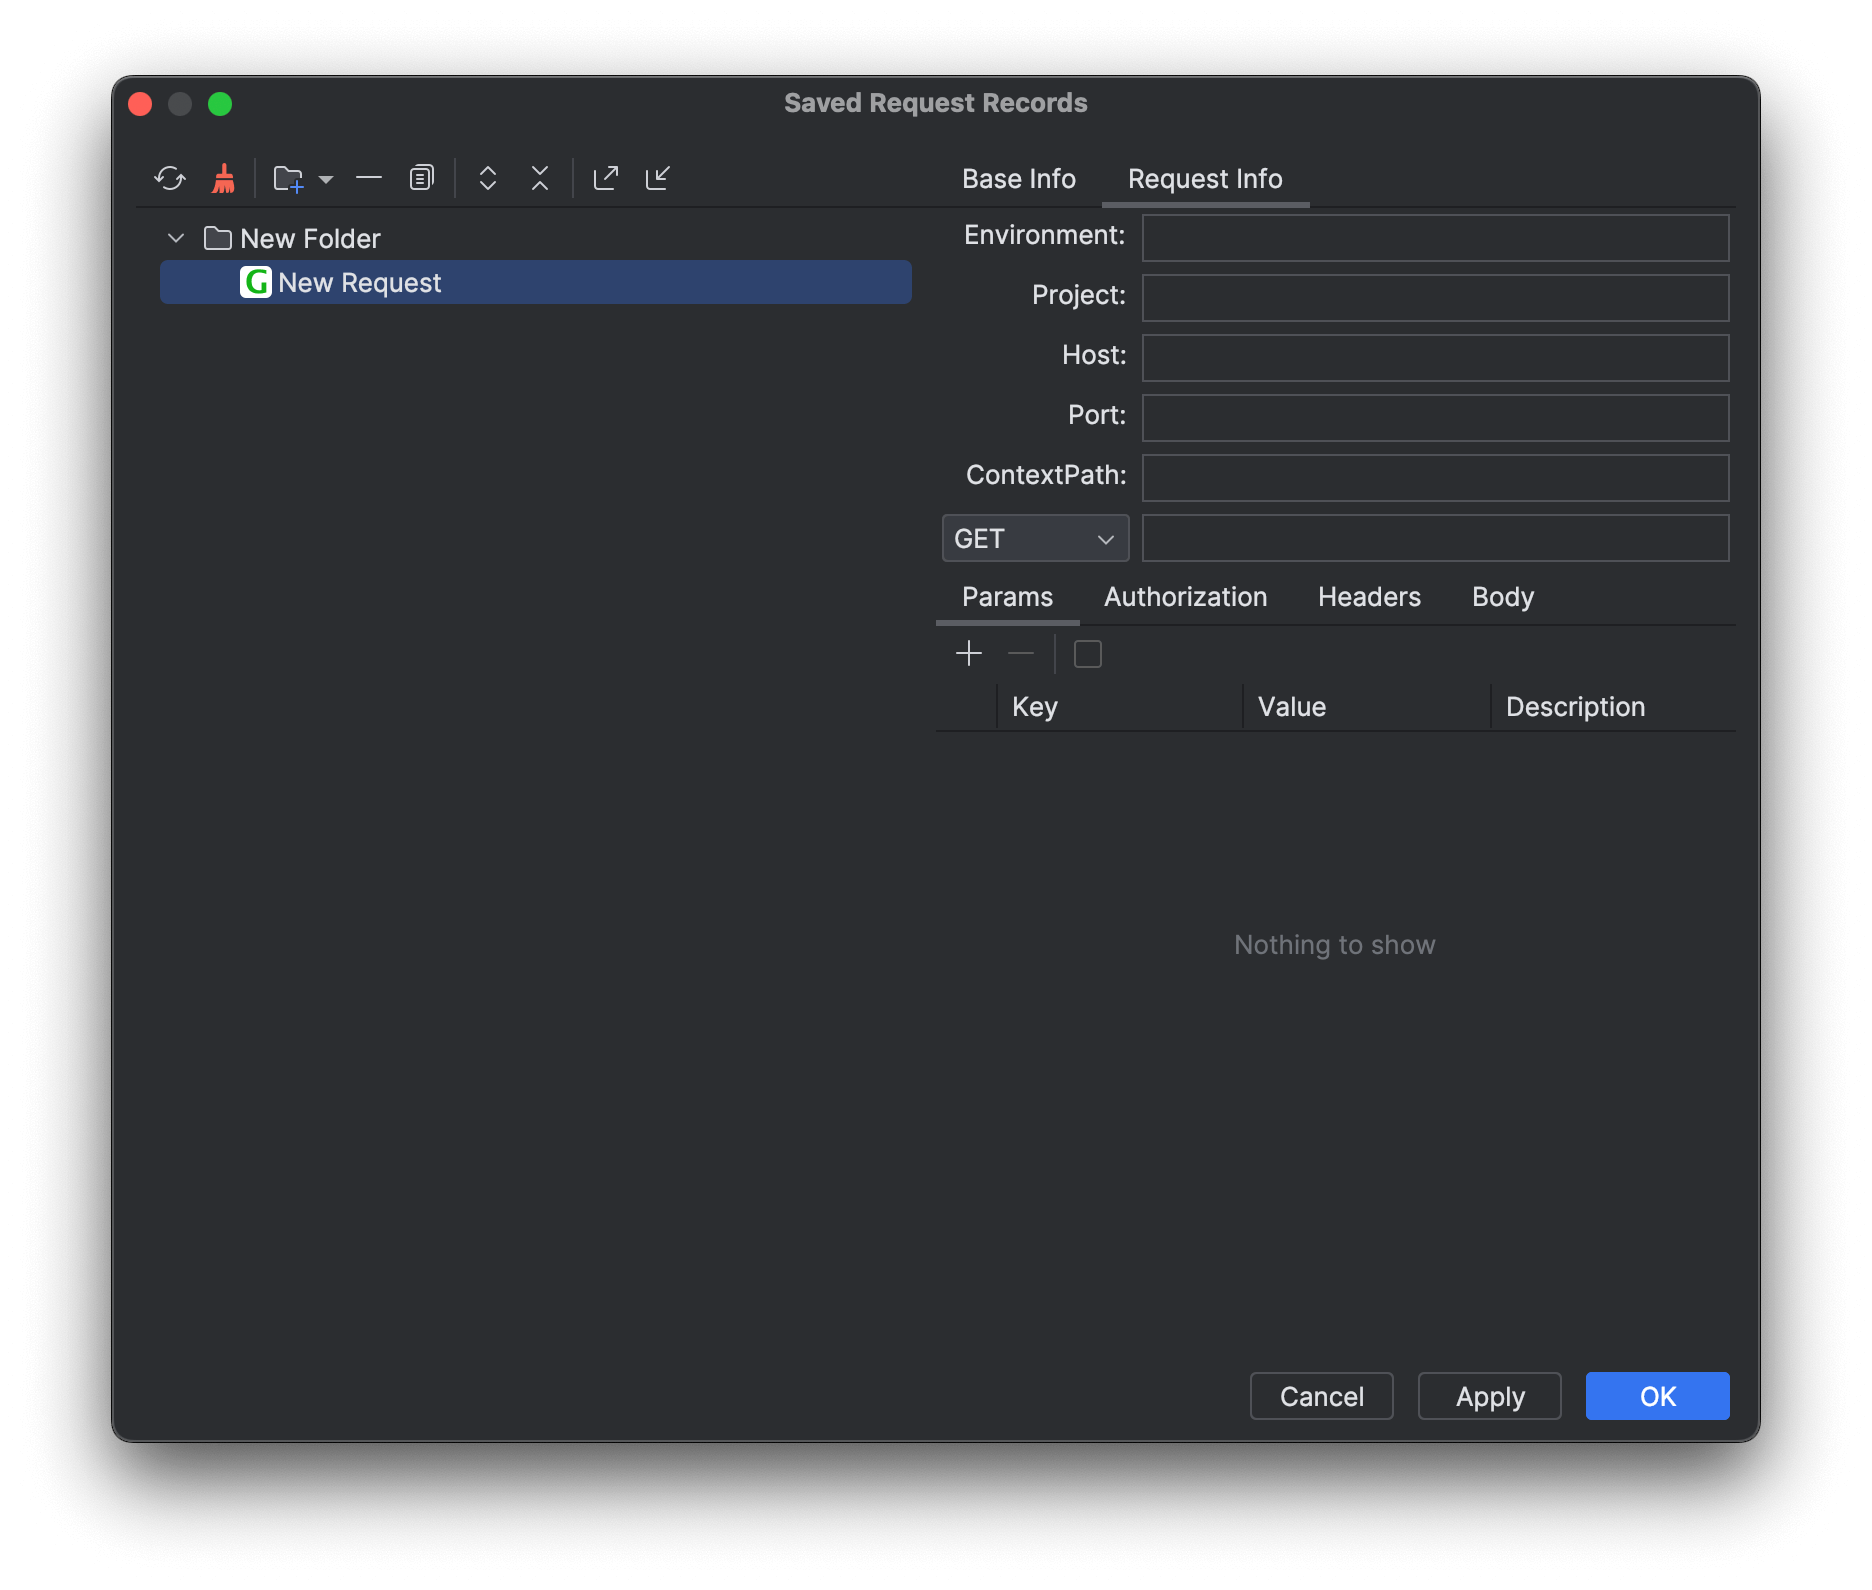 Saved Request Records
New Folder
G New Request
Base Info Request Info
Environment:
Project:
Host:
Port:
ContextPath:
GET
Params Authorization Headers Body
Key Value Description
Nothing to show
Cancel Apply OK